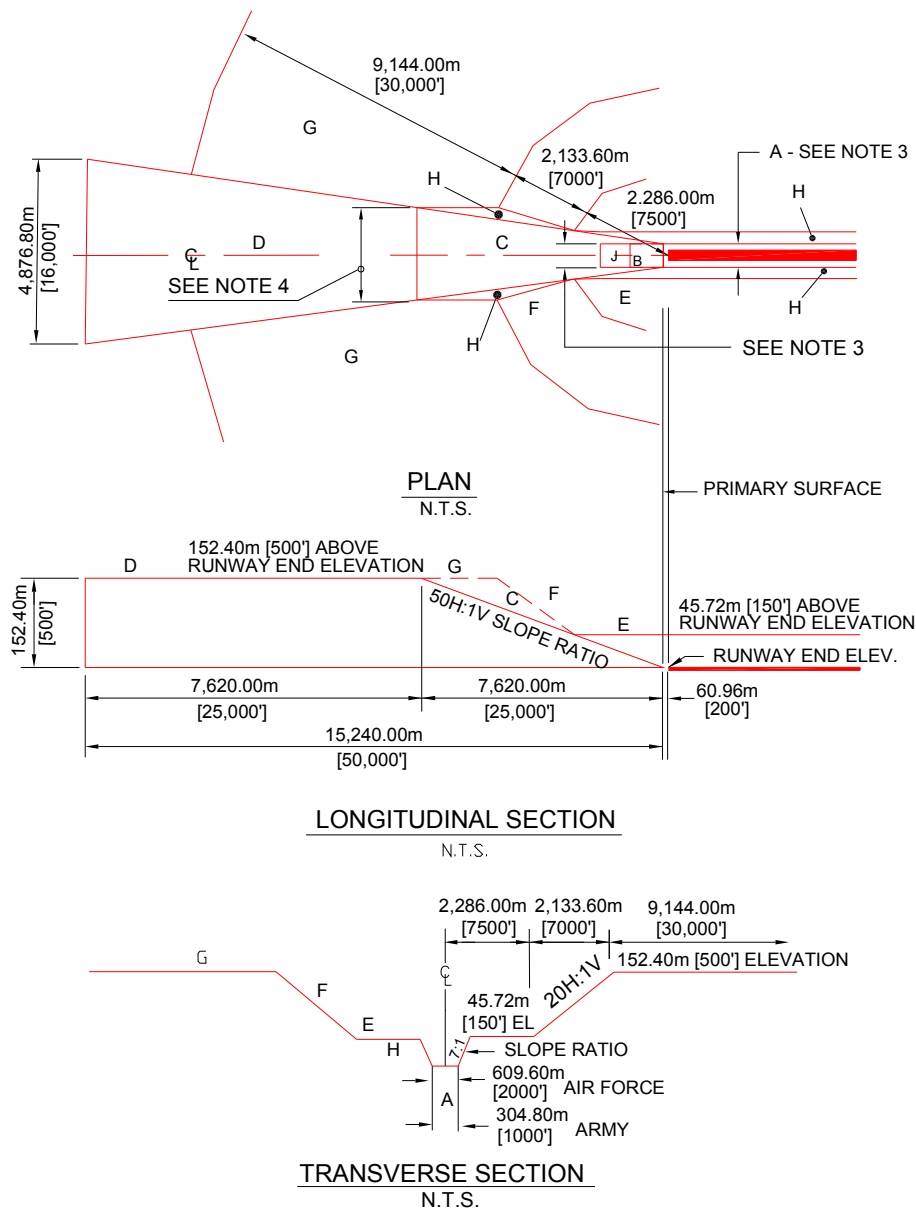 9,144.00m
[30,000']
G
2,133.60m
[7000']
A - SEE NOTE 3
H
2.286.00m
[7500']
H
4,876.80m
[16,000']
℄
D
C
J
B
SEE NOTE 4
F
E
H
G
H
SEE NOTE 3
PLAN
N.T.S.
PRIMARY SURFACE
152.40m [500'] ABOVE
RUNWAY END ELEVATION
D
G
C
F
E
50H:1V SLOPE RATIO
45.72m [150'] ABOVE
RUNWAY END ELEVATION
152.40m
[500']
RUNWAY END ELEV.
7,620.00m
[25,000']
7,620.00m
[25,000']
60.96m
[200']
15,240.00m
[50,000']
LONGITUDINAL SECTION
N.T.S.
2,286.00m
[7500']
2,133.60m
[7000']
9,144.00m
[30,000']
G
℄
152.40m [500'] ELEVATION
20H:1V
F
45.72m
[150'] EL
E
H
7:1
SLOPE RATIO
609.60m
[2000']
AIR FORCE
A
304.80m
[1000']
ARMY
TRANSVERSE SECTION
N.T.S.